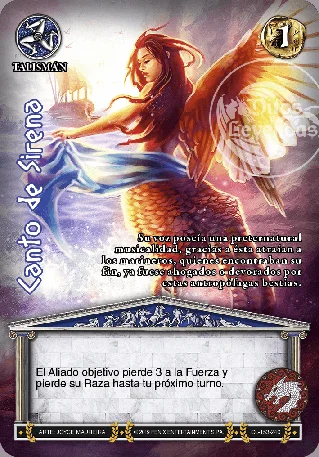 TALISMÁN
1
Canto de Sirena
Su voz poseía una preternatural
musicalidad, gracias a esta atraían a
los marineros, quienes encontraban su
fin, ya fuese ahogados o devorados por
estas antropófagas bestias.
El Aliado objetivo pierde 3 a la Fuerza y
pierde su Raza hasta tu próximo turno.